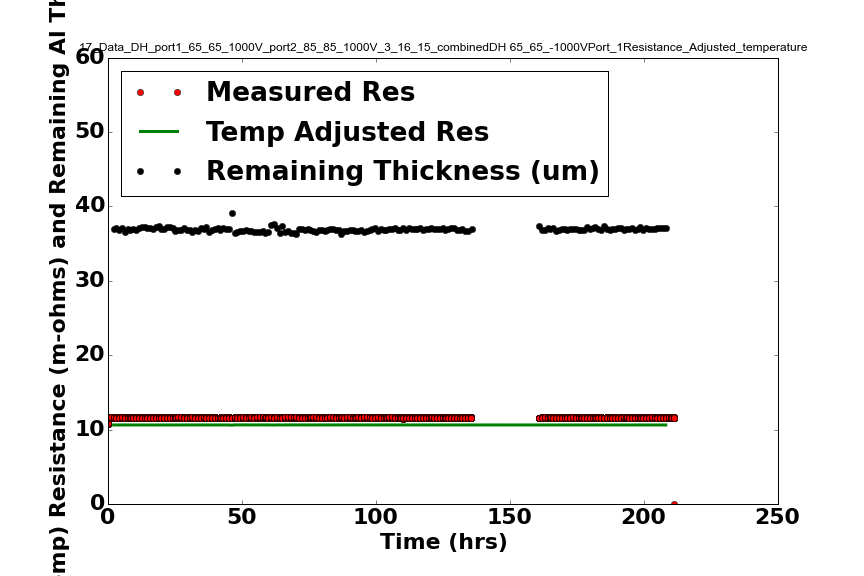 17_Data_DH_port1_65_65_1000V_port2_85_85_1000V_3_16_15_combinedDH 65_65_-1000VPort_1Resistance_Adjusted_temperature
Measured Res
Temp Adjusted Res
Remaining Thickness (um)
60
50
40
30
20
10
0
0 50 100 150 200 250
Time (hrs)
mp) Resistance (m-ohms) and Remaining Al Th